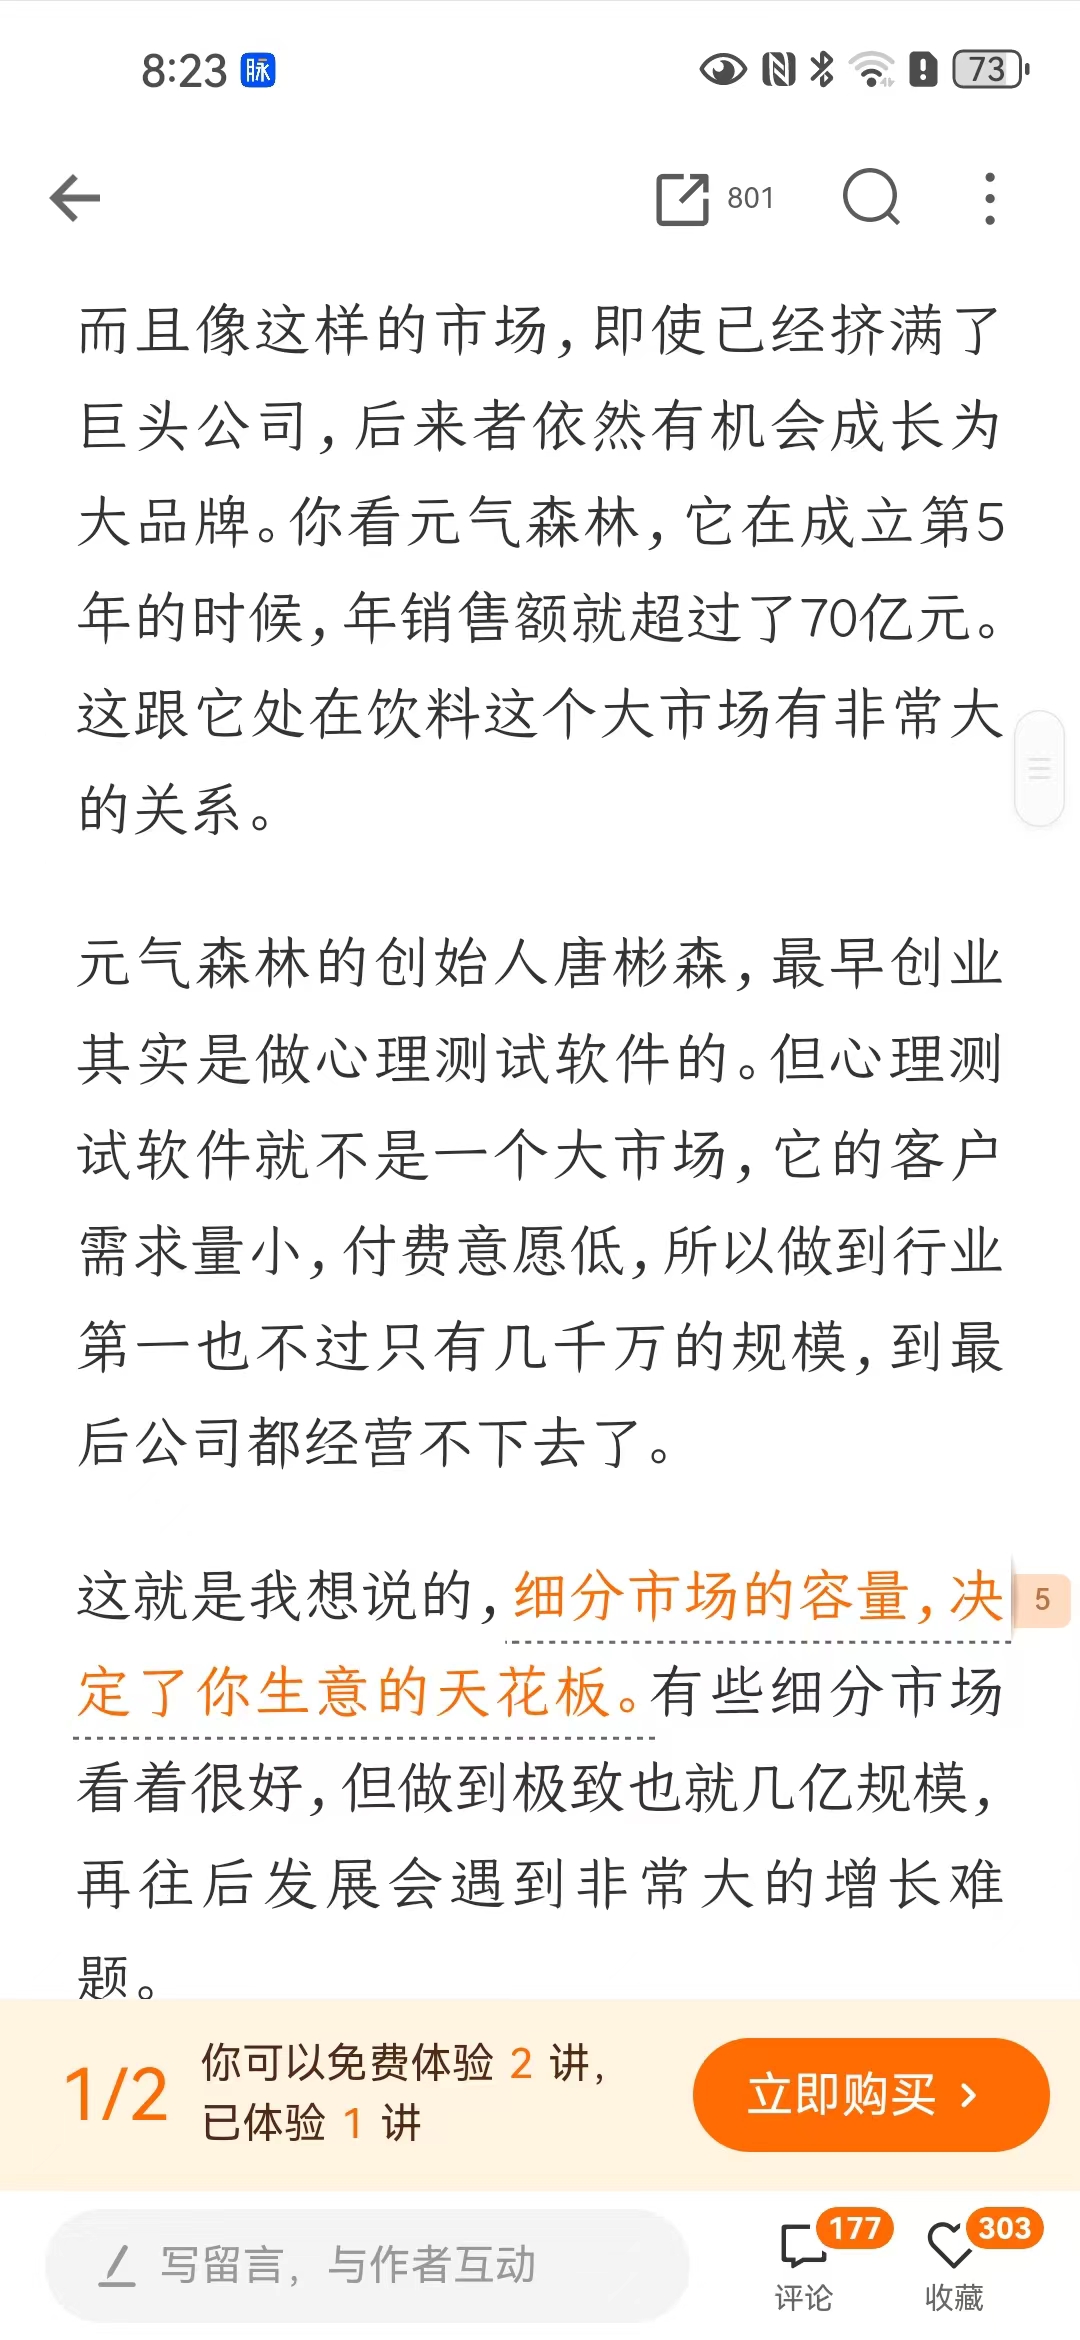 8:23 脉 73
801
而且像这样的市场,即使已经挤满了
巨头公司,后来者依然有机会成长为
大品牌。你看元气森林,它在成立第5
年的时候,年销售额就超过了70亿元。
这跟它处在饮料这个大市场有非常大
的关系。
元气森林的创始人唐彬森,最早创业
其实是做心理测试软件的。但心理测
试软件就不是一个大市场,它的客户
需求量小,付费意愿低,所以做到行业
第一也不过只有几千万的规模,到最
后公司都经营不下去了。
这就是我想说的,细分市场的容量,决 5
定了你生意的天花板。有些细分市场
看着很好,但做到极致也就几亿规模,
再往后发展会遇到非常大的增长难
题。
1/2 你可以免费体验 2 讲,
已体验 1 讲
立即购买 >
写留言，与作者互动
177
评论
303
收藏